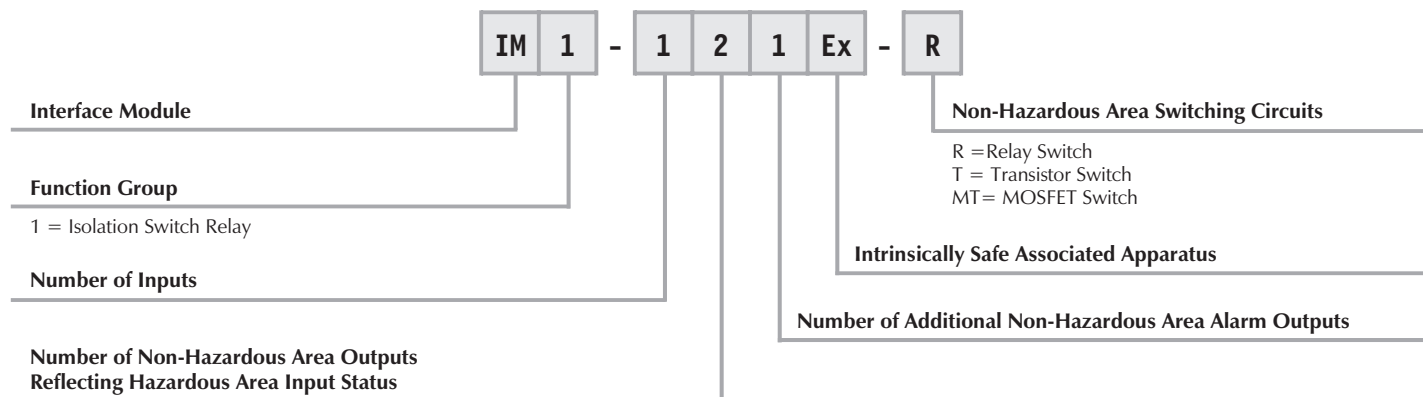 IM 1 - 1 2 1 Ex - R
Interface Module
Function Group
1 = Isolation Switch Relay
Number of Inputs
Number of Non-Hazardous Area Outputs
Reflecting Hazardous Area Input Status
Non-Hazardous Area Switching Circuits
R =Relay Switch
T = Transistor Switch
MT= MOSFET Switch
Intrinsically Safe Associated Apparatus
Number of Additional Non-Hazardous Area Alarm Outputs